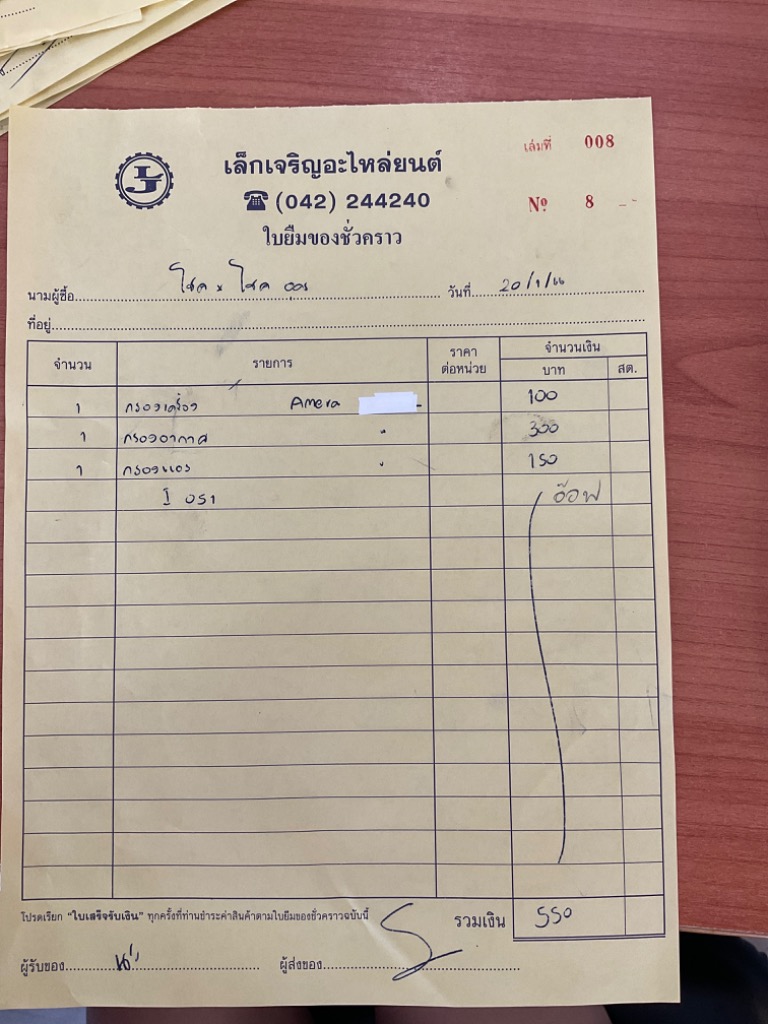 เล่มที่ 008
เล็กเจริญอะไหล่ยนต์
☎ (042) 244240
Nº 8
ใบยืมของชั่วคราว
นามผู้ซื้อ โชค x โชค วันที่ 20/1/66
ที่อยู่
จำนวน รายการ ราคาต่อหน่วย จำนวนเงิน
บาท สต.
1 กรองเครื่อง Amera 100
1 กรองอากาศ " 300
1 กรองแอร์ " 150
อ๊อฟ
โปรดเรียก "ใบเสร็จรับเงิน" ทุกครั้งที่ท่านชำระค่าสินค้าตามใบยืมของชั่วคราวฉบับนี้ รวมเงิน 550
ผู้รับของ ผู้ส่งของ